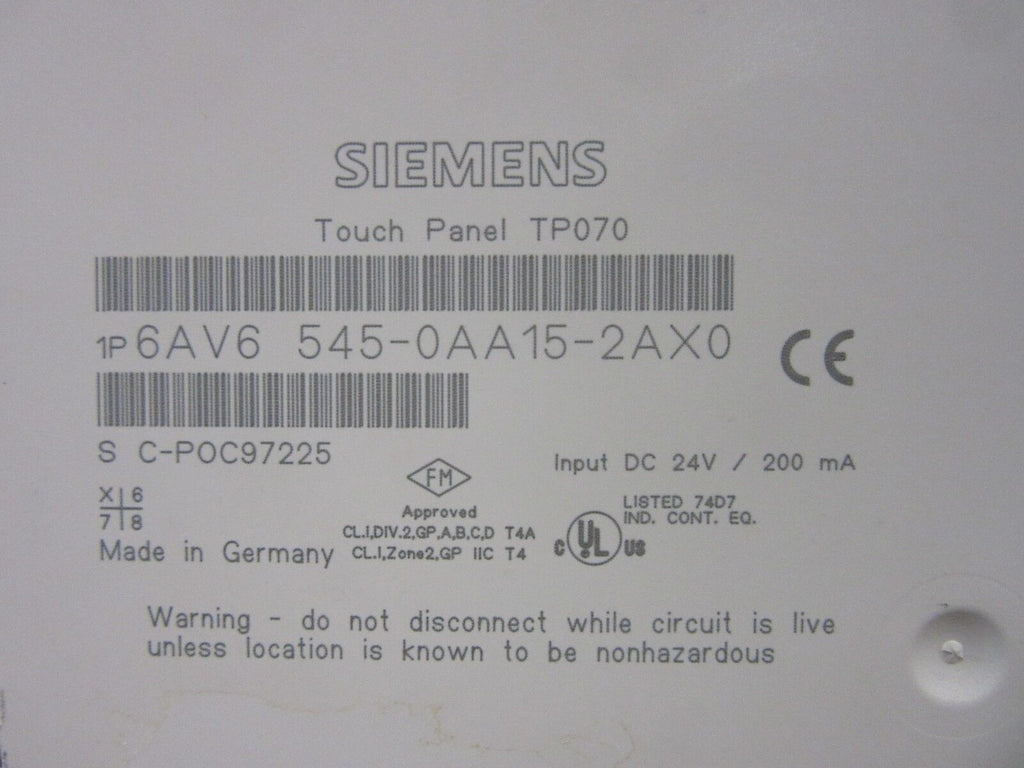 SIEMENS
Touch Panel TP070
1P 6AV6 545-0AA15-2AX0
CE
S C-POC97225
Input DC 24V / 200 mA
X 6
7 8
FM
Approved
CL.I,DIV.2,GP.A,B,C,D T4A
CL.I,Zone2,GP IIC T4
LISTED 74D7
IND. CONT. EQ.
C UL US
Made in Germany
Warning - do not disconnect while circuit is live
unless location is known to be nonhazardous